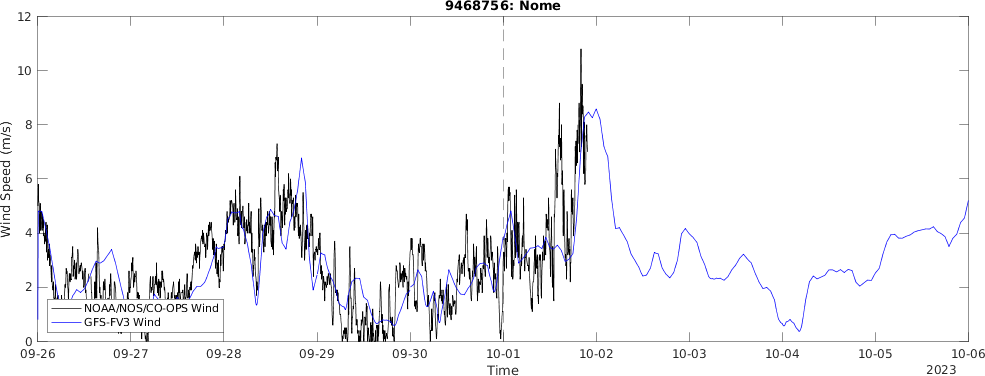 9468756: Nome
12
10
8
6
4
2
0
Wind Speed (m/s)
NOAA/NOS/CO-OPS Wind
GFS-FV3 Wind
09-26 09-27 09-28 09-29 09-30 10-01 10-02 10-03 10-04 10-05 10-06
Time
2023